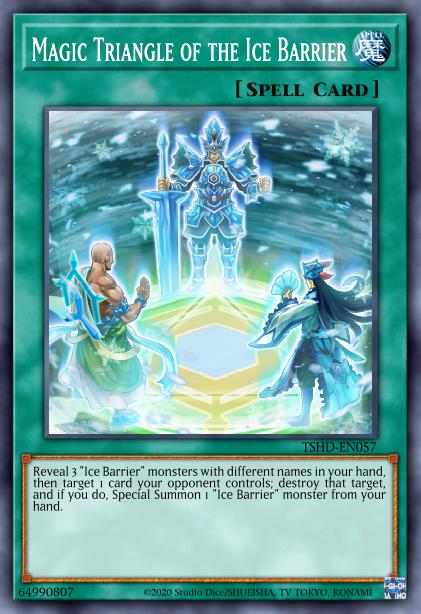 Magic Triangle of the Ice Barrier
SPELL
魔
[ Spell Card ]
TSHD-EN057
Reveal 3 "Ice Barrier" monsters with different names in your hand,
then target 1 card your opponent controls; destroy that target,
and if you do, Special Summon 1 "Ice Barrier" monster from your
hand.
64990807
©2020 Studio Dice/SHUEISHA, TV TOKYO, KONAMI